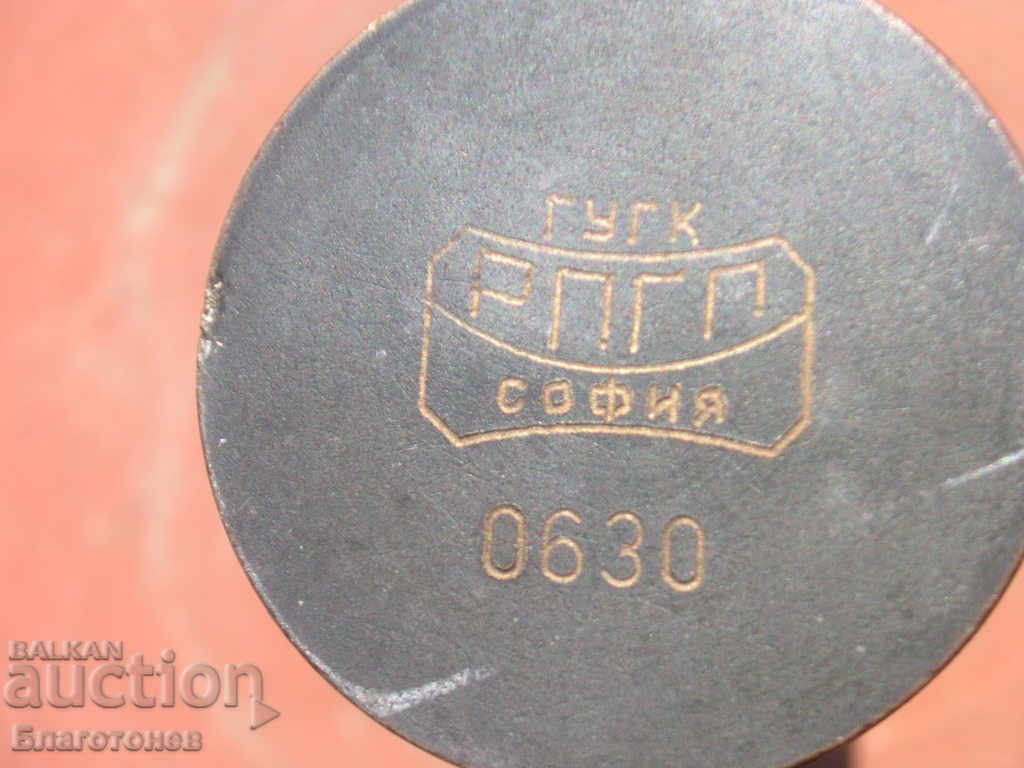 ГУГК
РПГП
СОФИЯ
0630
BALKAN
auction
Благотонев